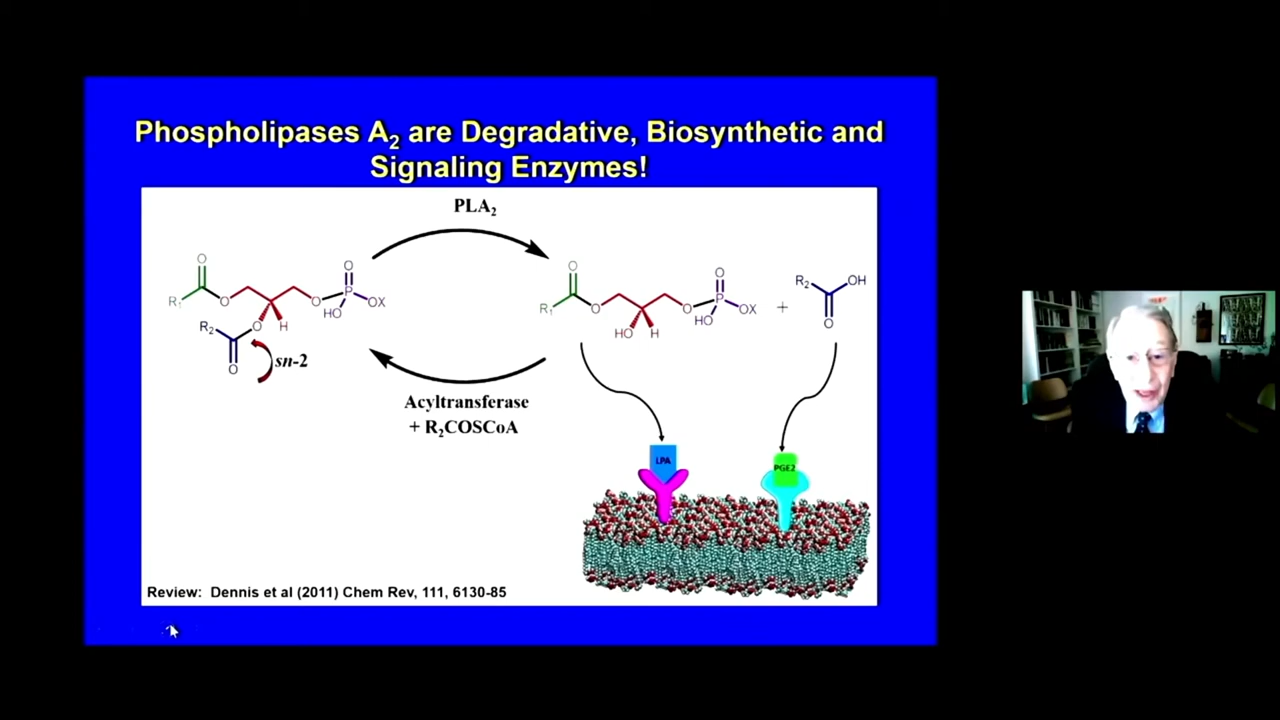 Phospholipases A₂ are Degradative, Biosynthetic and
Signaling Enzymes!
PLA₂
O
R₁
O
O
P
HO
OX
R₂
O
H
O
sn-2
O
R₁
O
O
O
P
HO
OX
HO
H
+
R₂
OH
O
Acyltransferase
+ R₂COSCoA
LPA
PGE2
Review: Dennis et al (2011) Chem Rev, 111, 6130-85